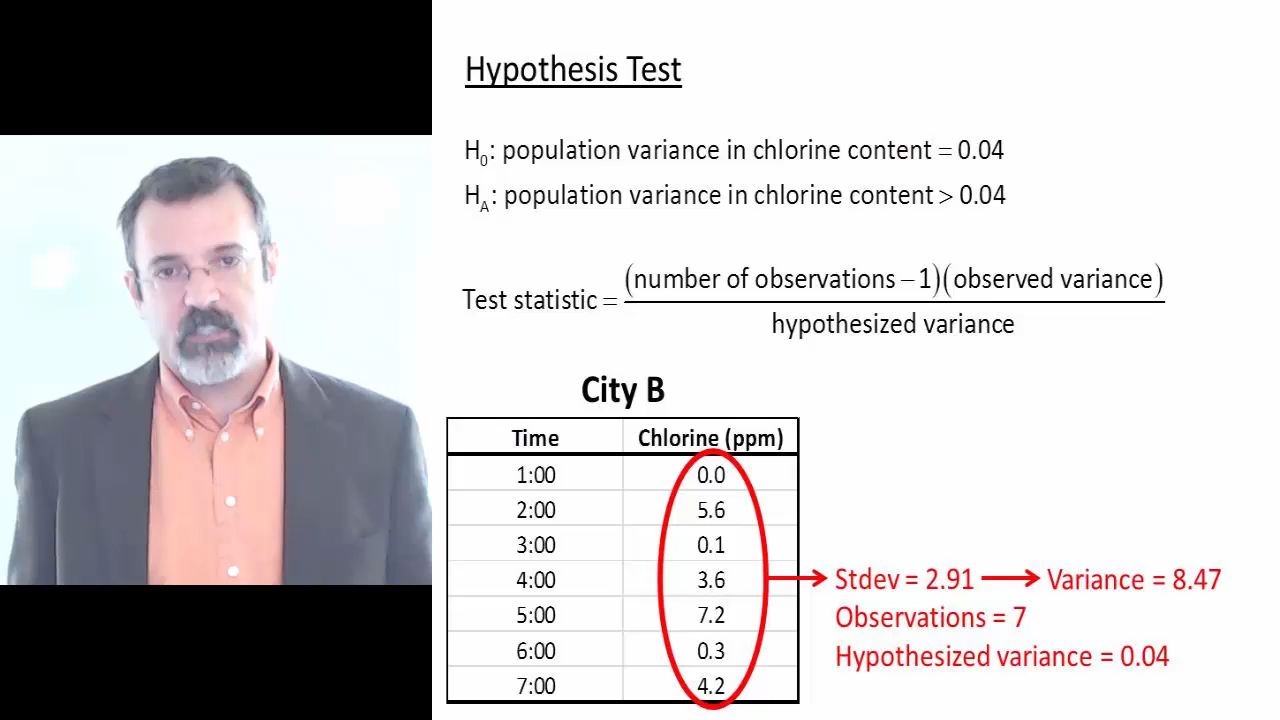 Hypothesis Test
H0: population variance in chlorine content = 0.04
HA: population variance in chlorine content > 0.04
Test statistic = (number of observations − 1)(observed variance)
hypothesized variance
City B
Time Chlorine (ppm)
1:00 0.0
2:00 5.6
3:00 0.1
4:00 3.6
5:00 7.2
6:00 0.3
7:00 4.2
Stdev = 2.91 Variance = 8.47
Observations = 7
Hypothesized variance = 0.04